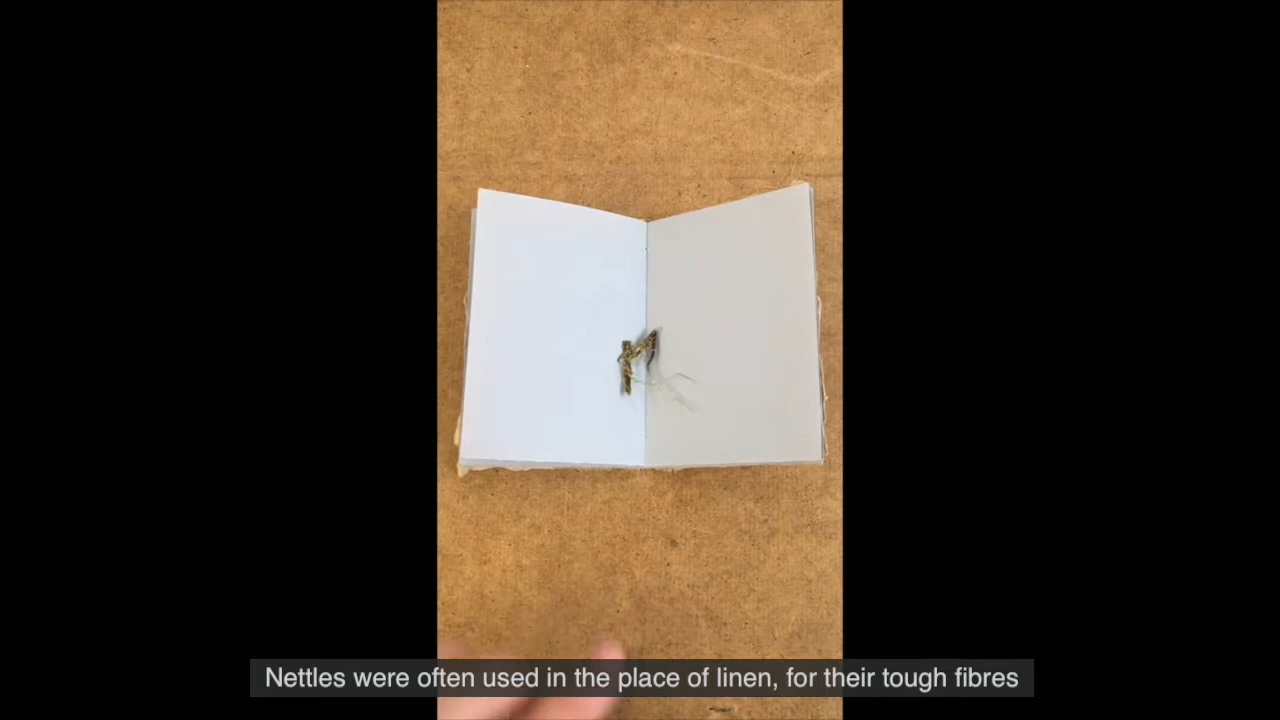 Nettles were often used in the place of linen, for their tough fibres